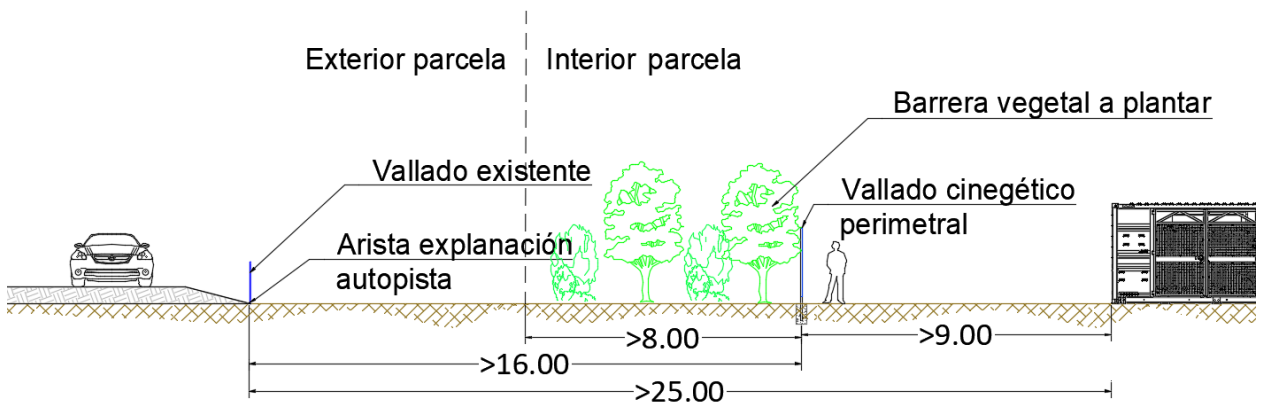 Exterior parcela
Interior parcela
Barrera vegetal a plantar
Vallado existente
Vallado cinegético
perimetral
Arista explanación
autopista
>8.00
>9.00
>16.00
>25.00